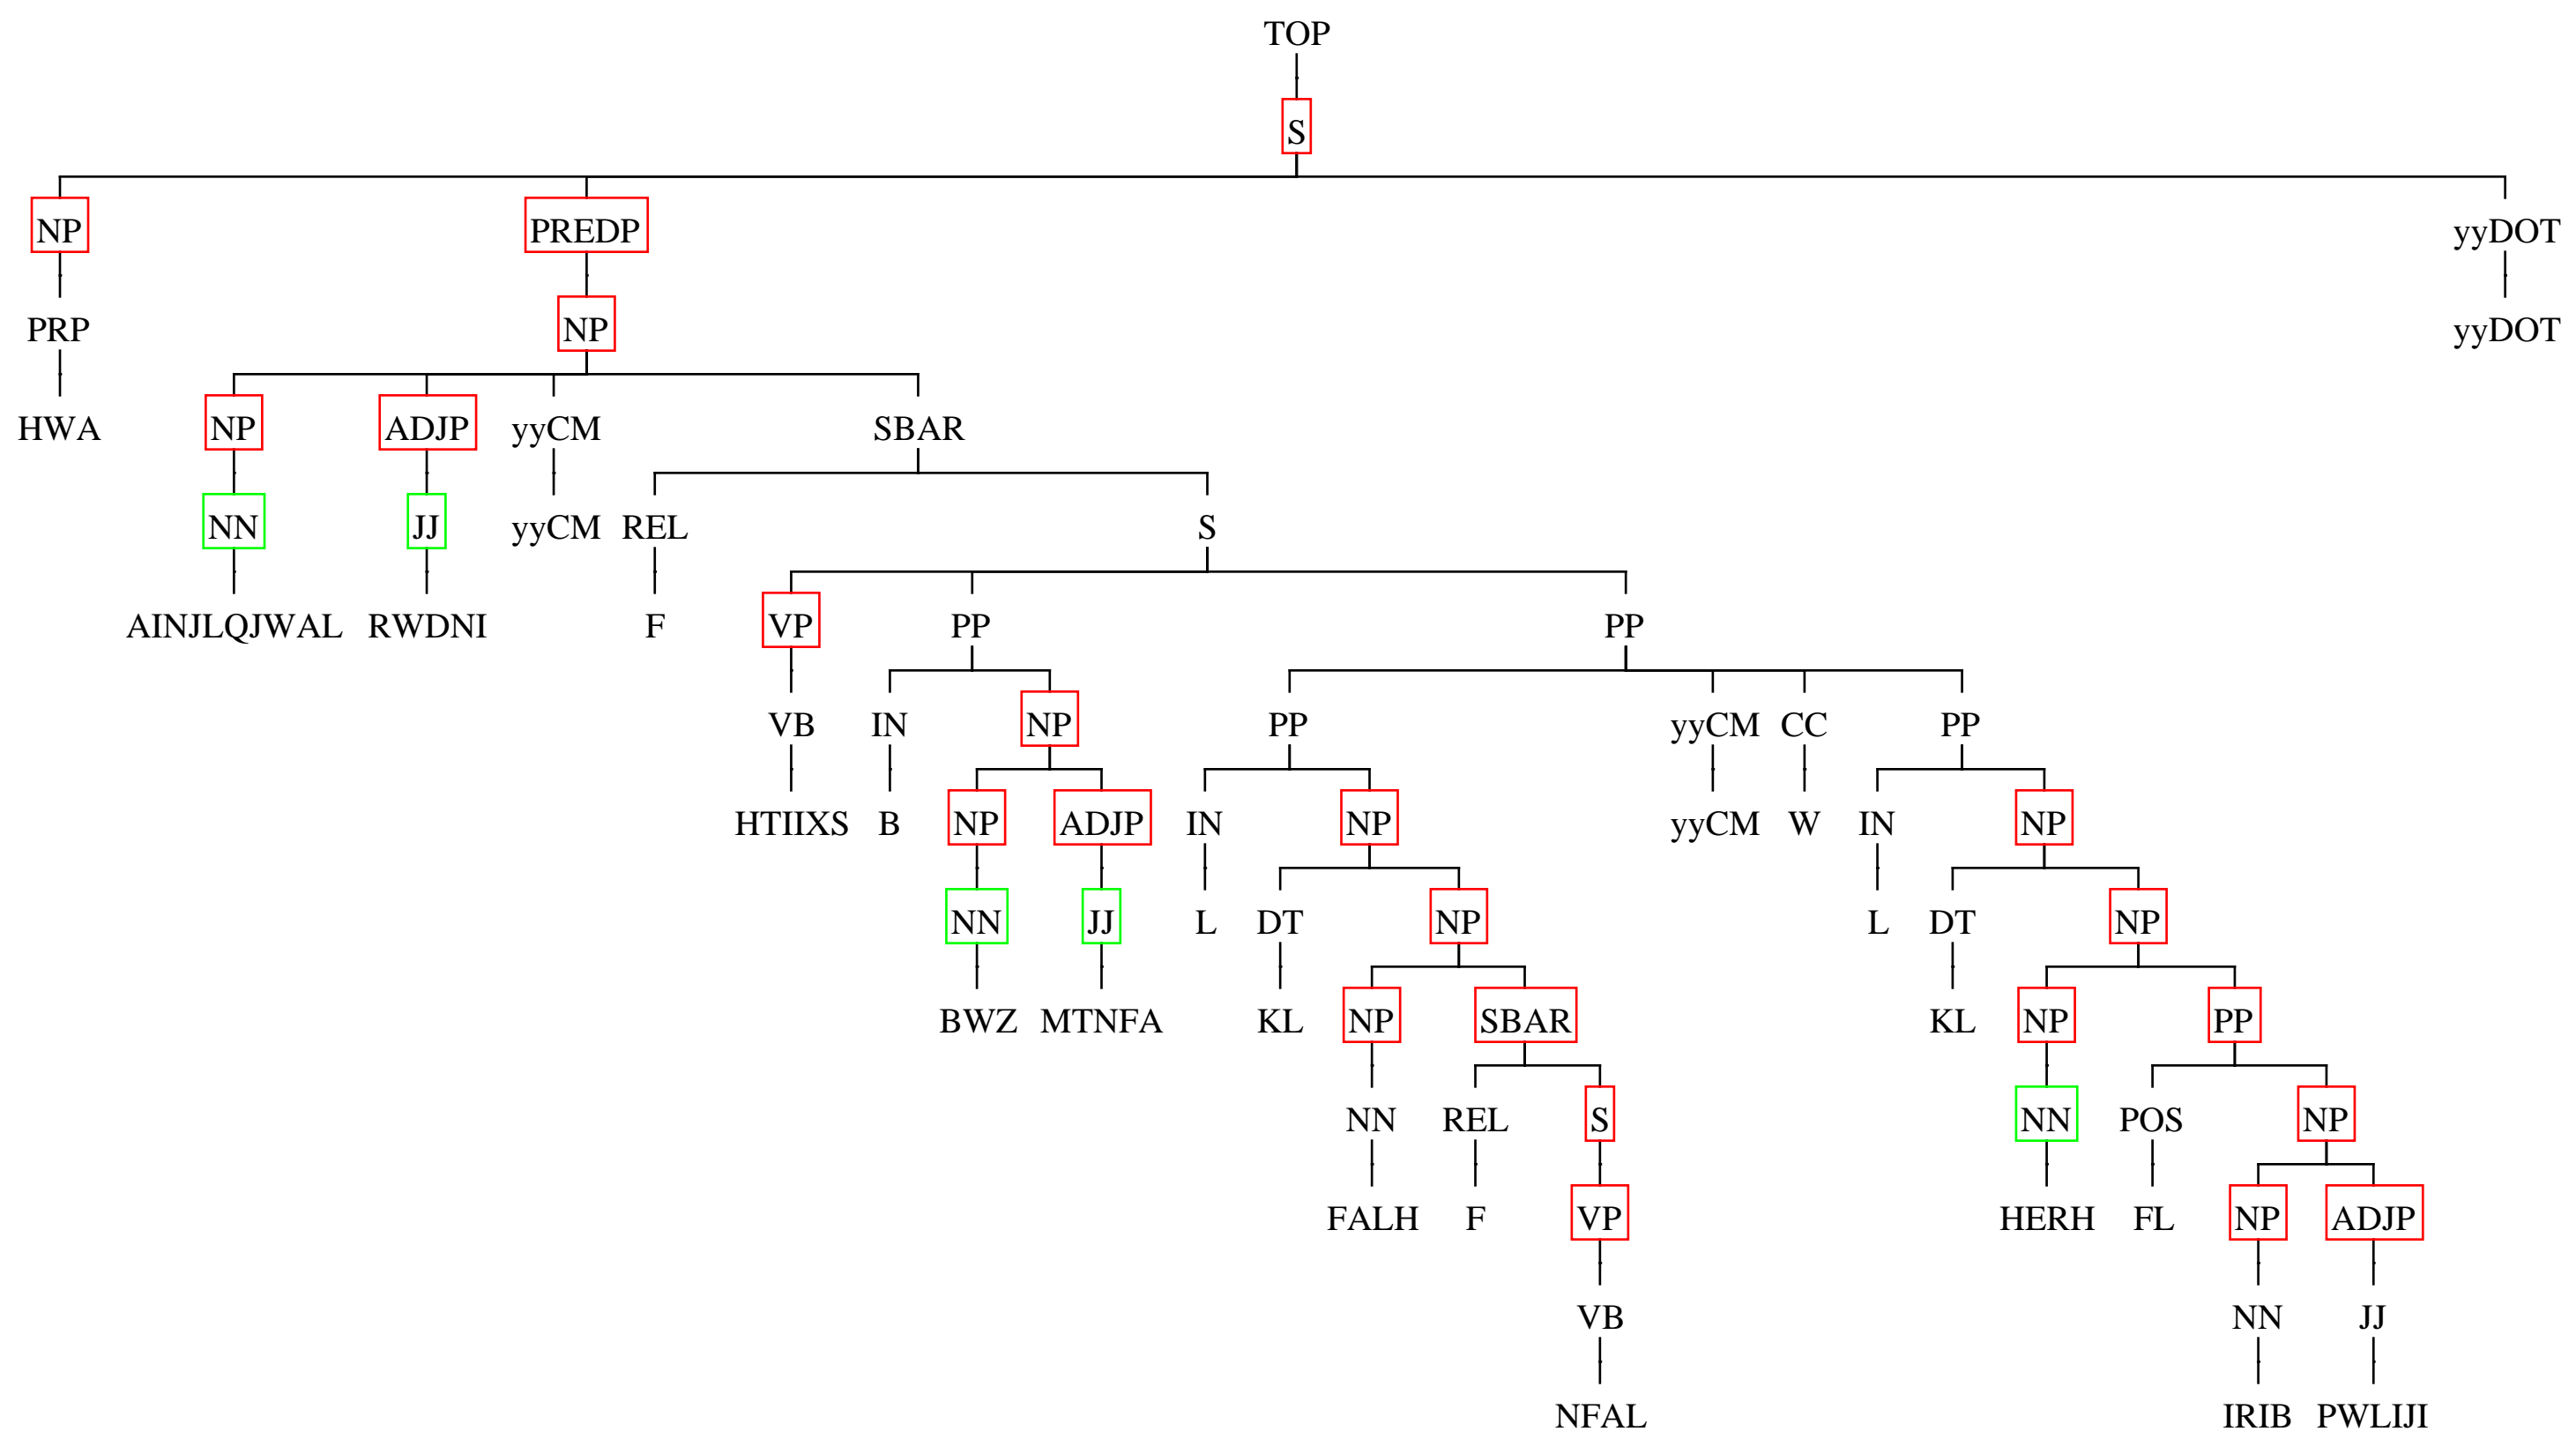 TOP
S
NP PREDP yyDOT
PRP NP yyDOT
HWA NP ADJP yyCM SBAR
NN JJ yyCM REL S
AINJLQJWAL RWDNI F VP PP PP
VB IN NP PP yyCM CC PP
HTIIXS B NP ADJP IN NP yyCM W IN NP
NN JJ L DT NP L DT NP
BWZ MTNFA KL NP SBAR KL NP PP
NN REL S NN POS NP
FALH F VP HERH FL NP ADJP
VB NN JJ
NFAL IRIB PWLIJI